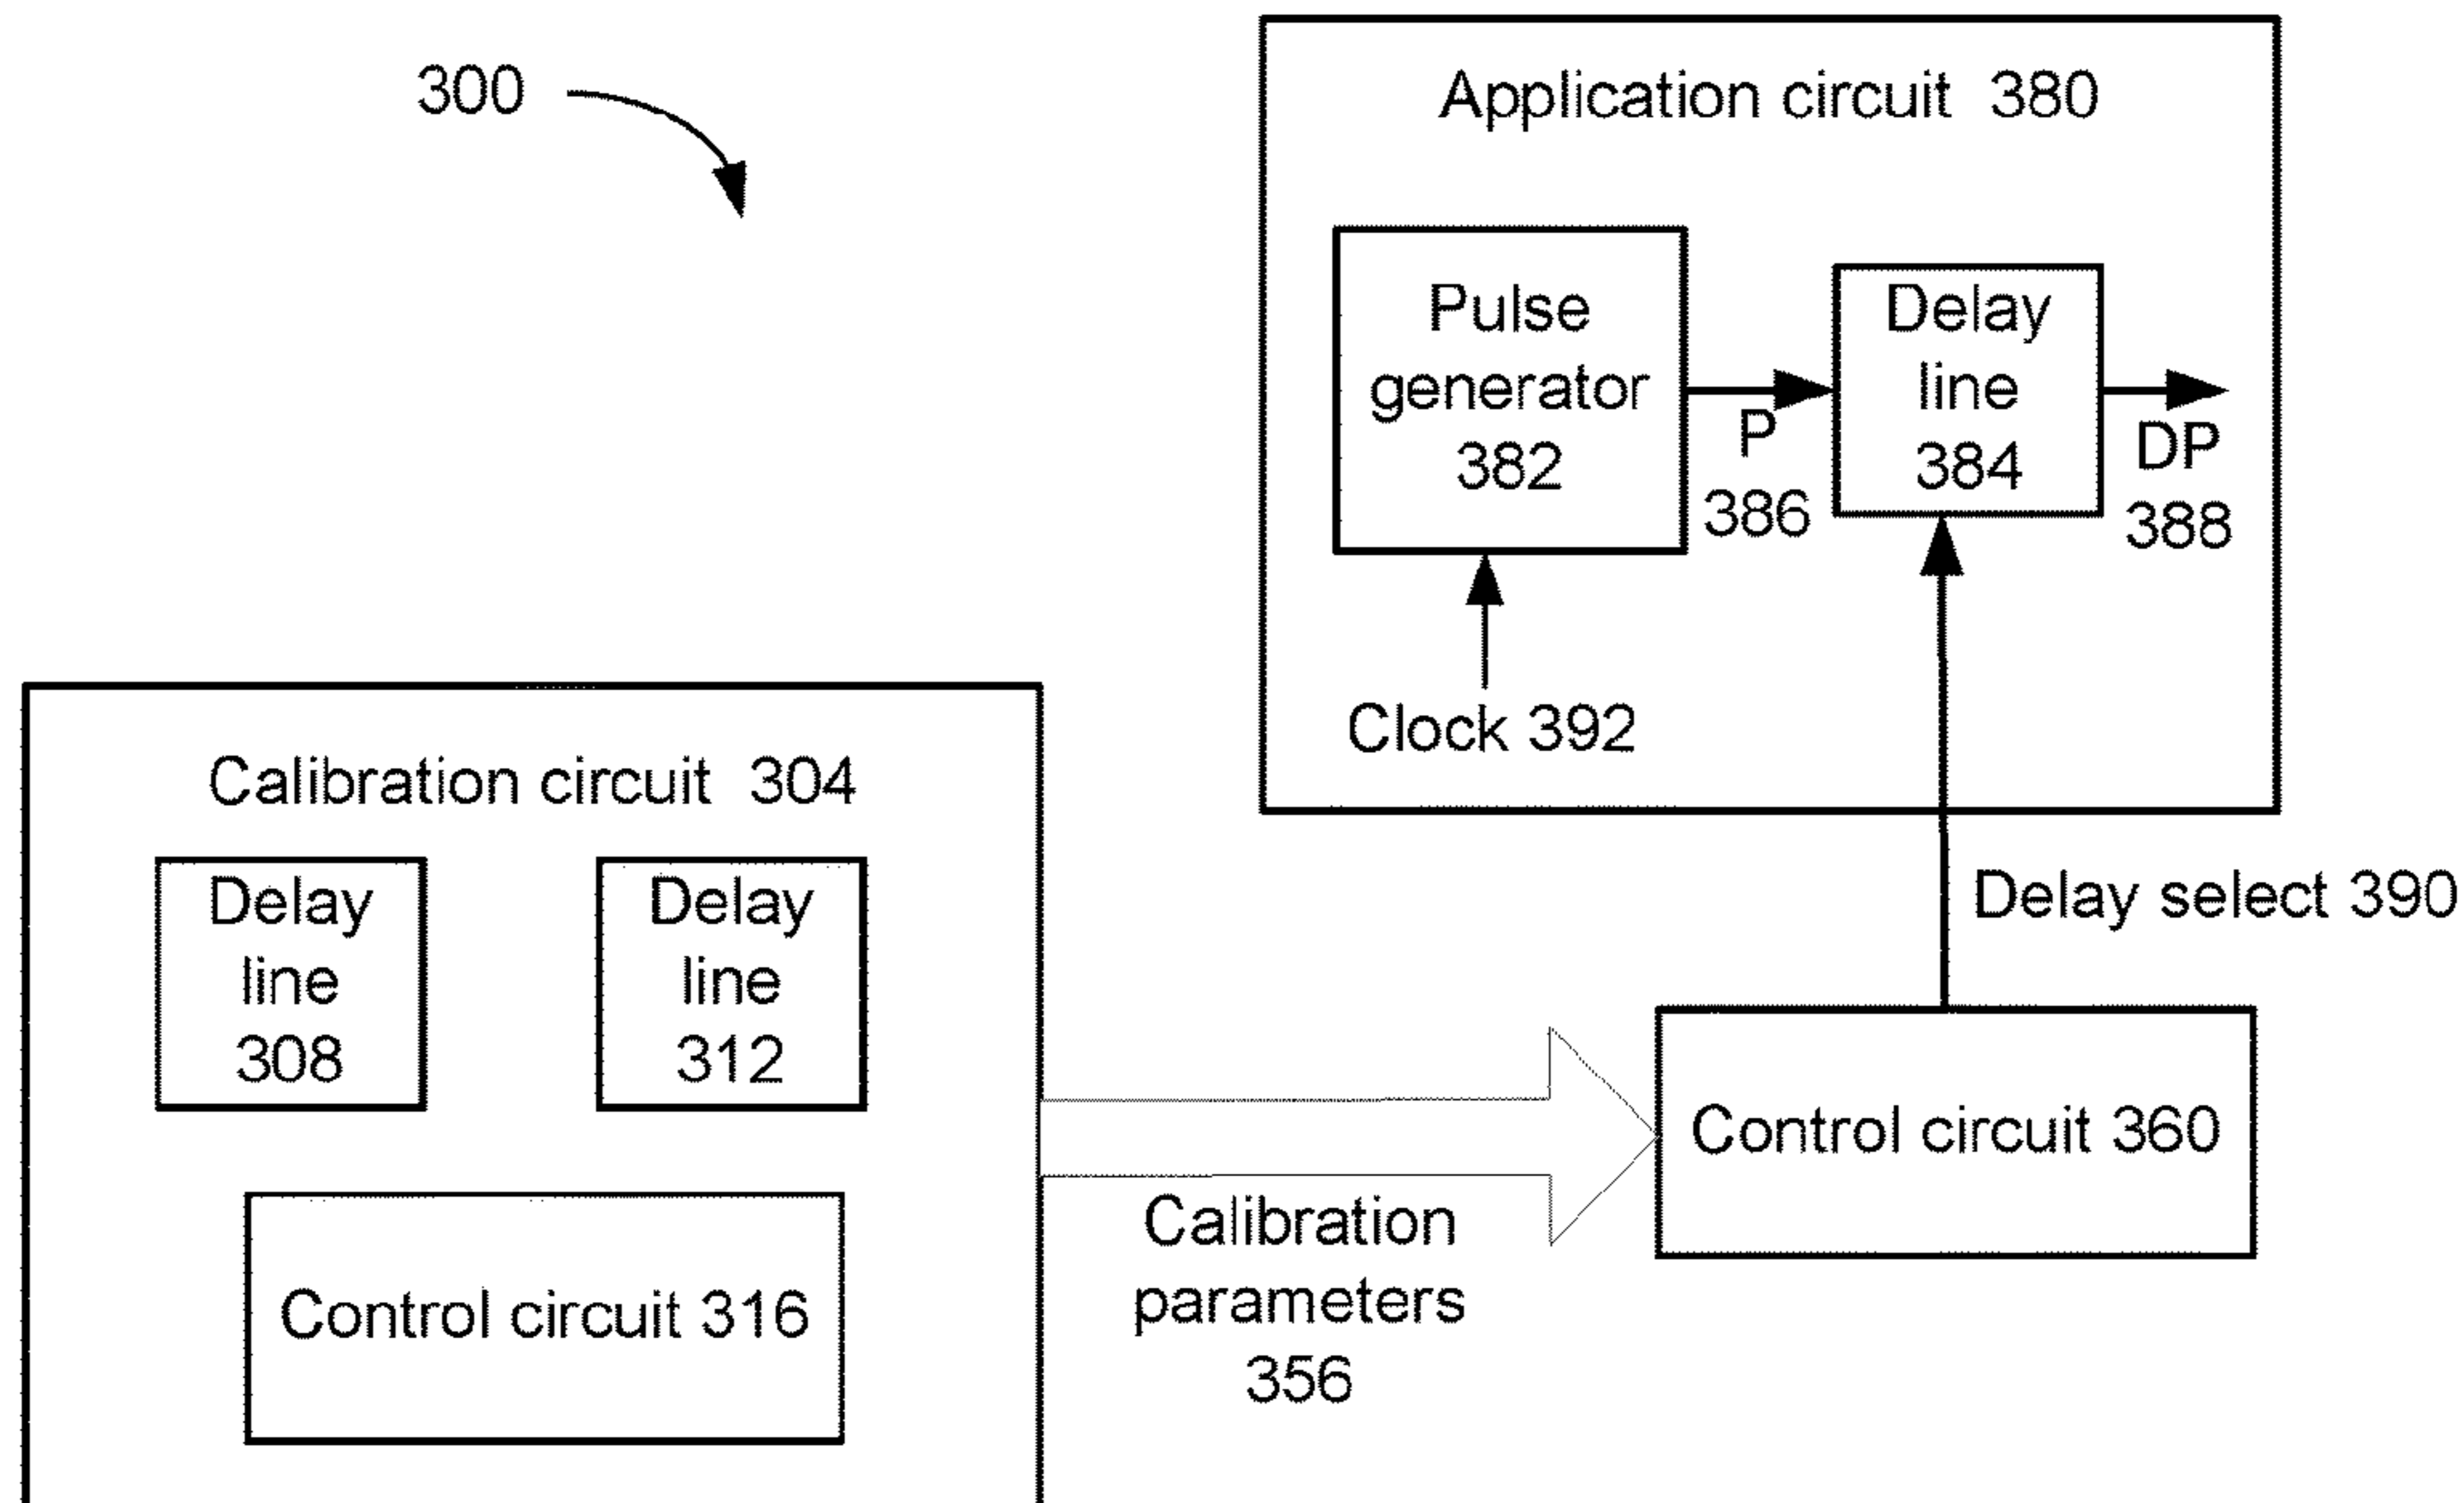 300
Application circuit 380
Pulse
generator
382
P
386
Delay
line
384
DP
388
Clock 392
Delay select 390
Calibration circuit 304
Delay
line
308
Delay
line
312
Control circuit 316
Calibration
parameters
356
Control circuit 360